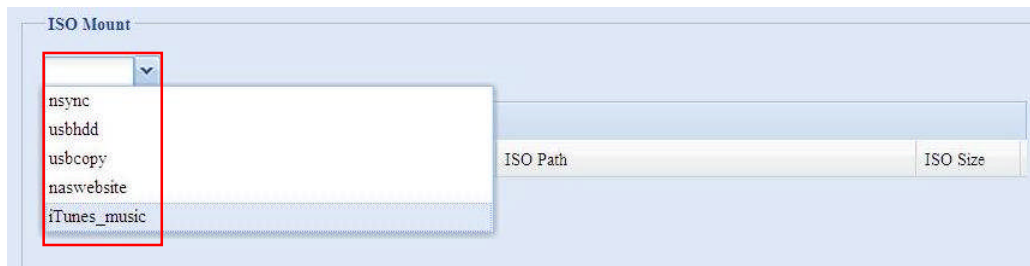 ISO Mount
nsync
usbhdd
usbcopy
naswebsite
iTunes_music
ISO Path ISO Size